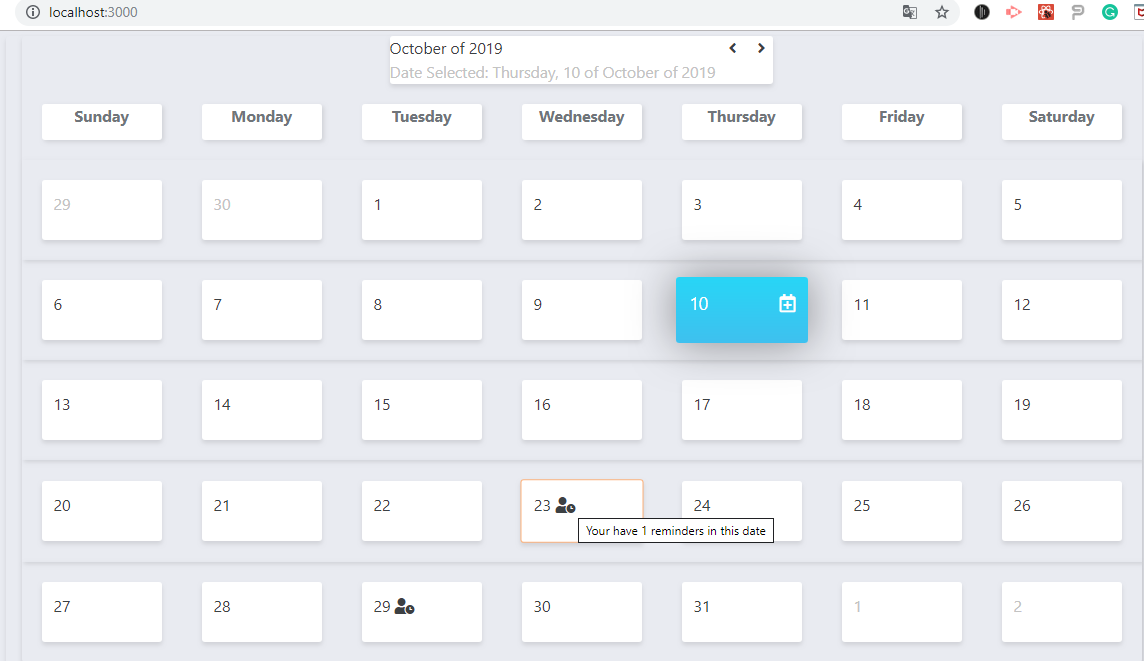 localhost:3000
October of 2019
Date Selected: Thursday, 10 of October of 2019
Sunday Monday Tuesday Wednesday Thursday Friday Saturday
29 30 1 2 3 4 5
6 7 8 9 10 11 12
13 14 15 16 17 18 19
20 21 22 23 24 25 26
Your have 1 reminders in this date
27 28 29 30 31 1 2